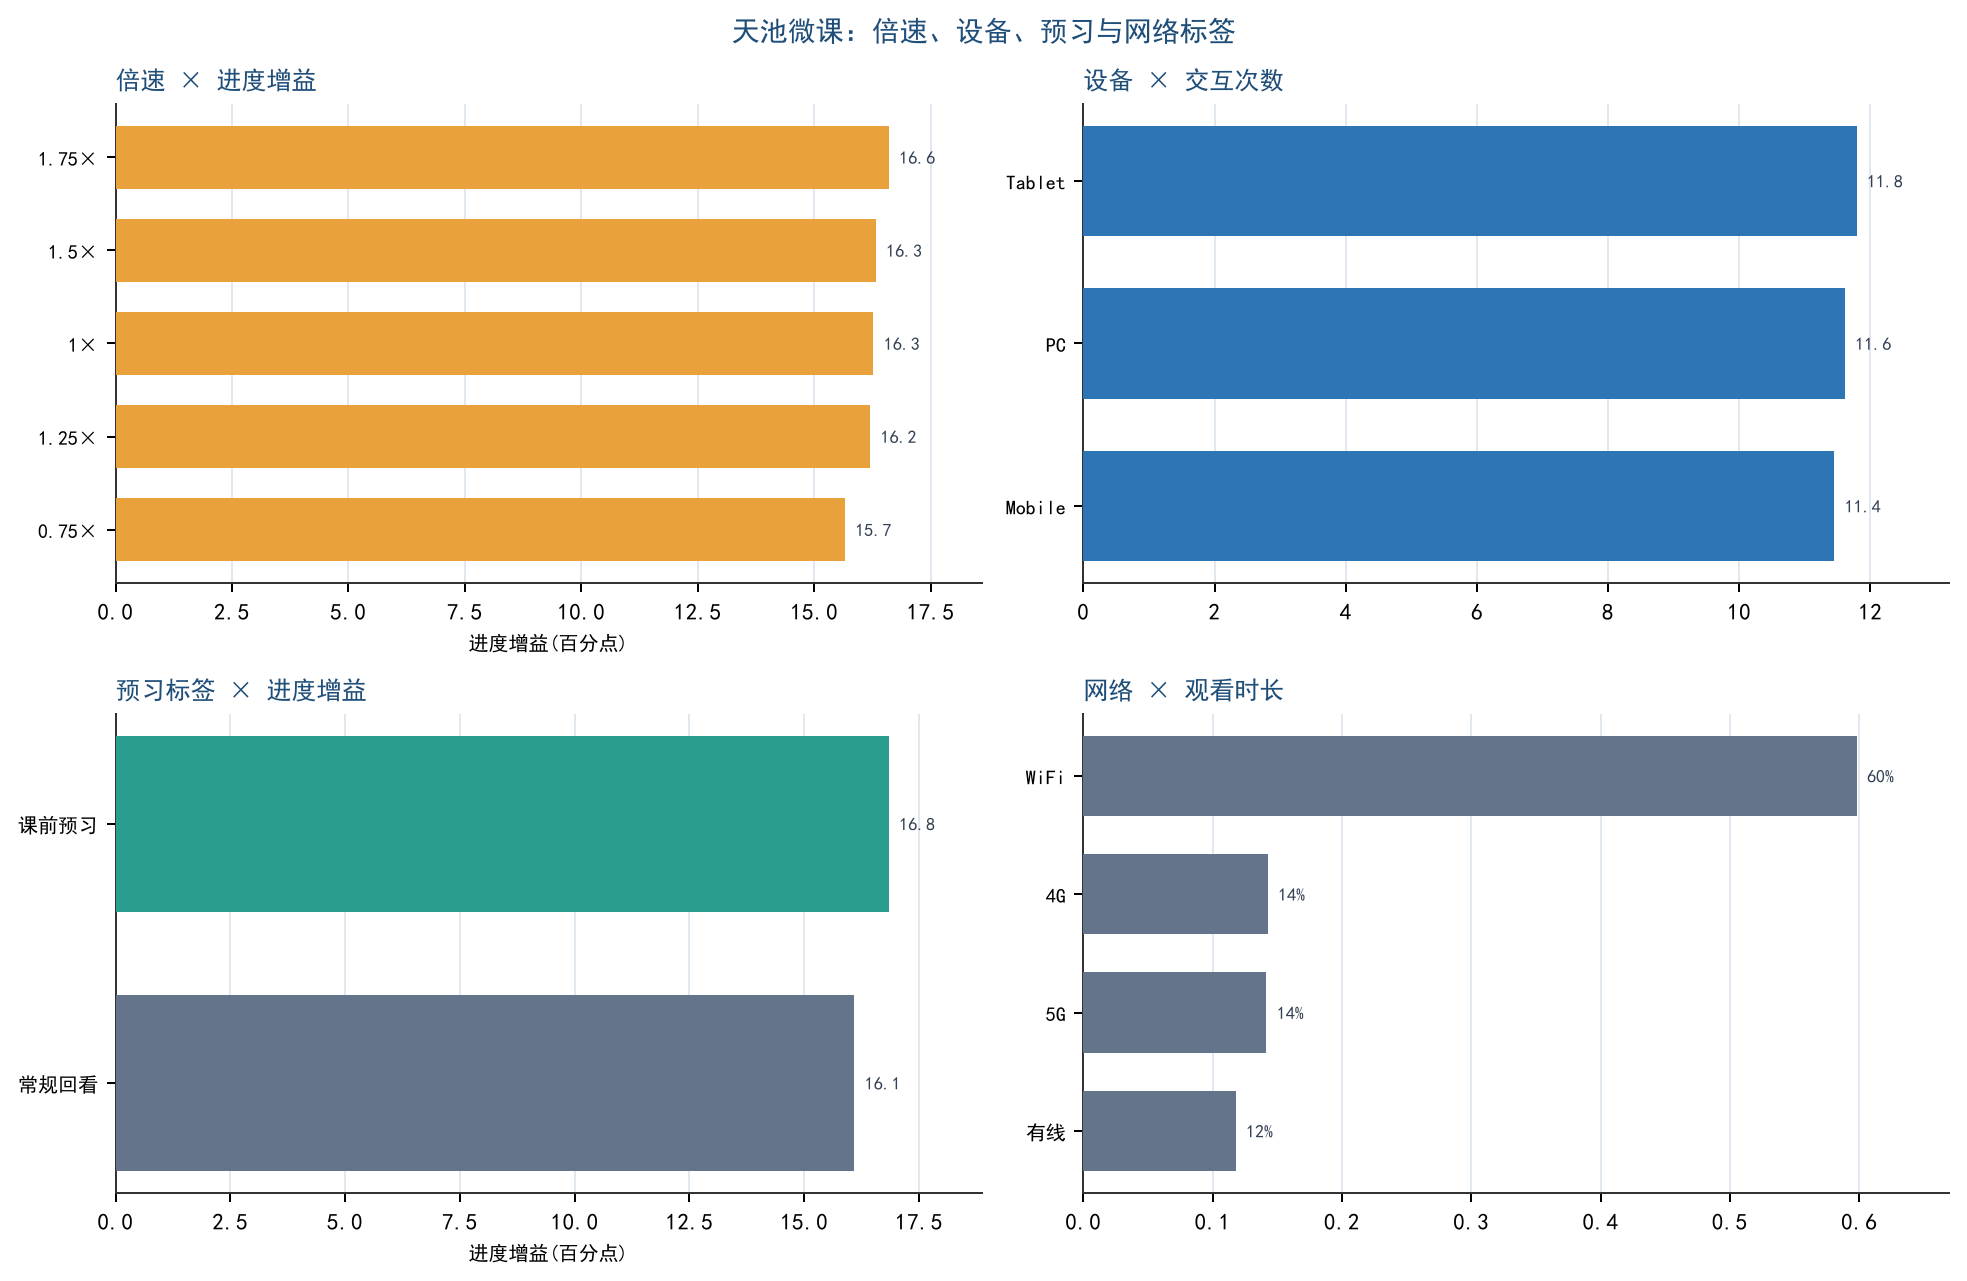 天池微课：倍速、设备、预习与网络标签
倍速 × 进度增益
1.75× 16.6
1.5× 16.3
1× 16.3
1.25× 16.2
0.75× 15.7
0.0 2.5 5.0 7.5 10.0 12.5 15.0 17.5
进度增益(百分点)
设备 × 交互次数
Tablet 11.8
PC 11.6
Mobile 11.4
0 2 4 6 8 10 12
预习标签 × 进度增益
课前预习 16.8
常规回看 16.1
0.0 2.5 5.0 7.5 10.0 12.5 15.0 17.5
进度增益(百分点)
网络 × 观看时长
WiFi 60%
4G 14%
5G 14%
有线 12%
0.0 0.1 0.2 0.3 0.4 0.5 0.6